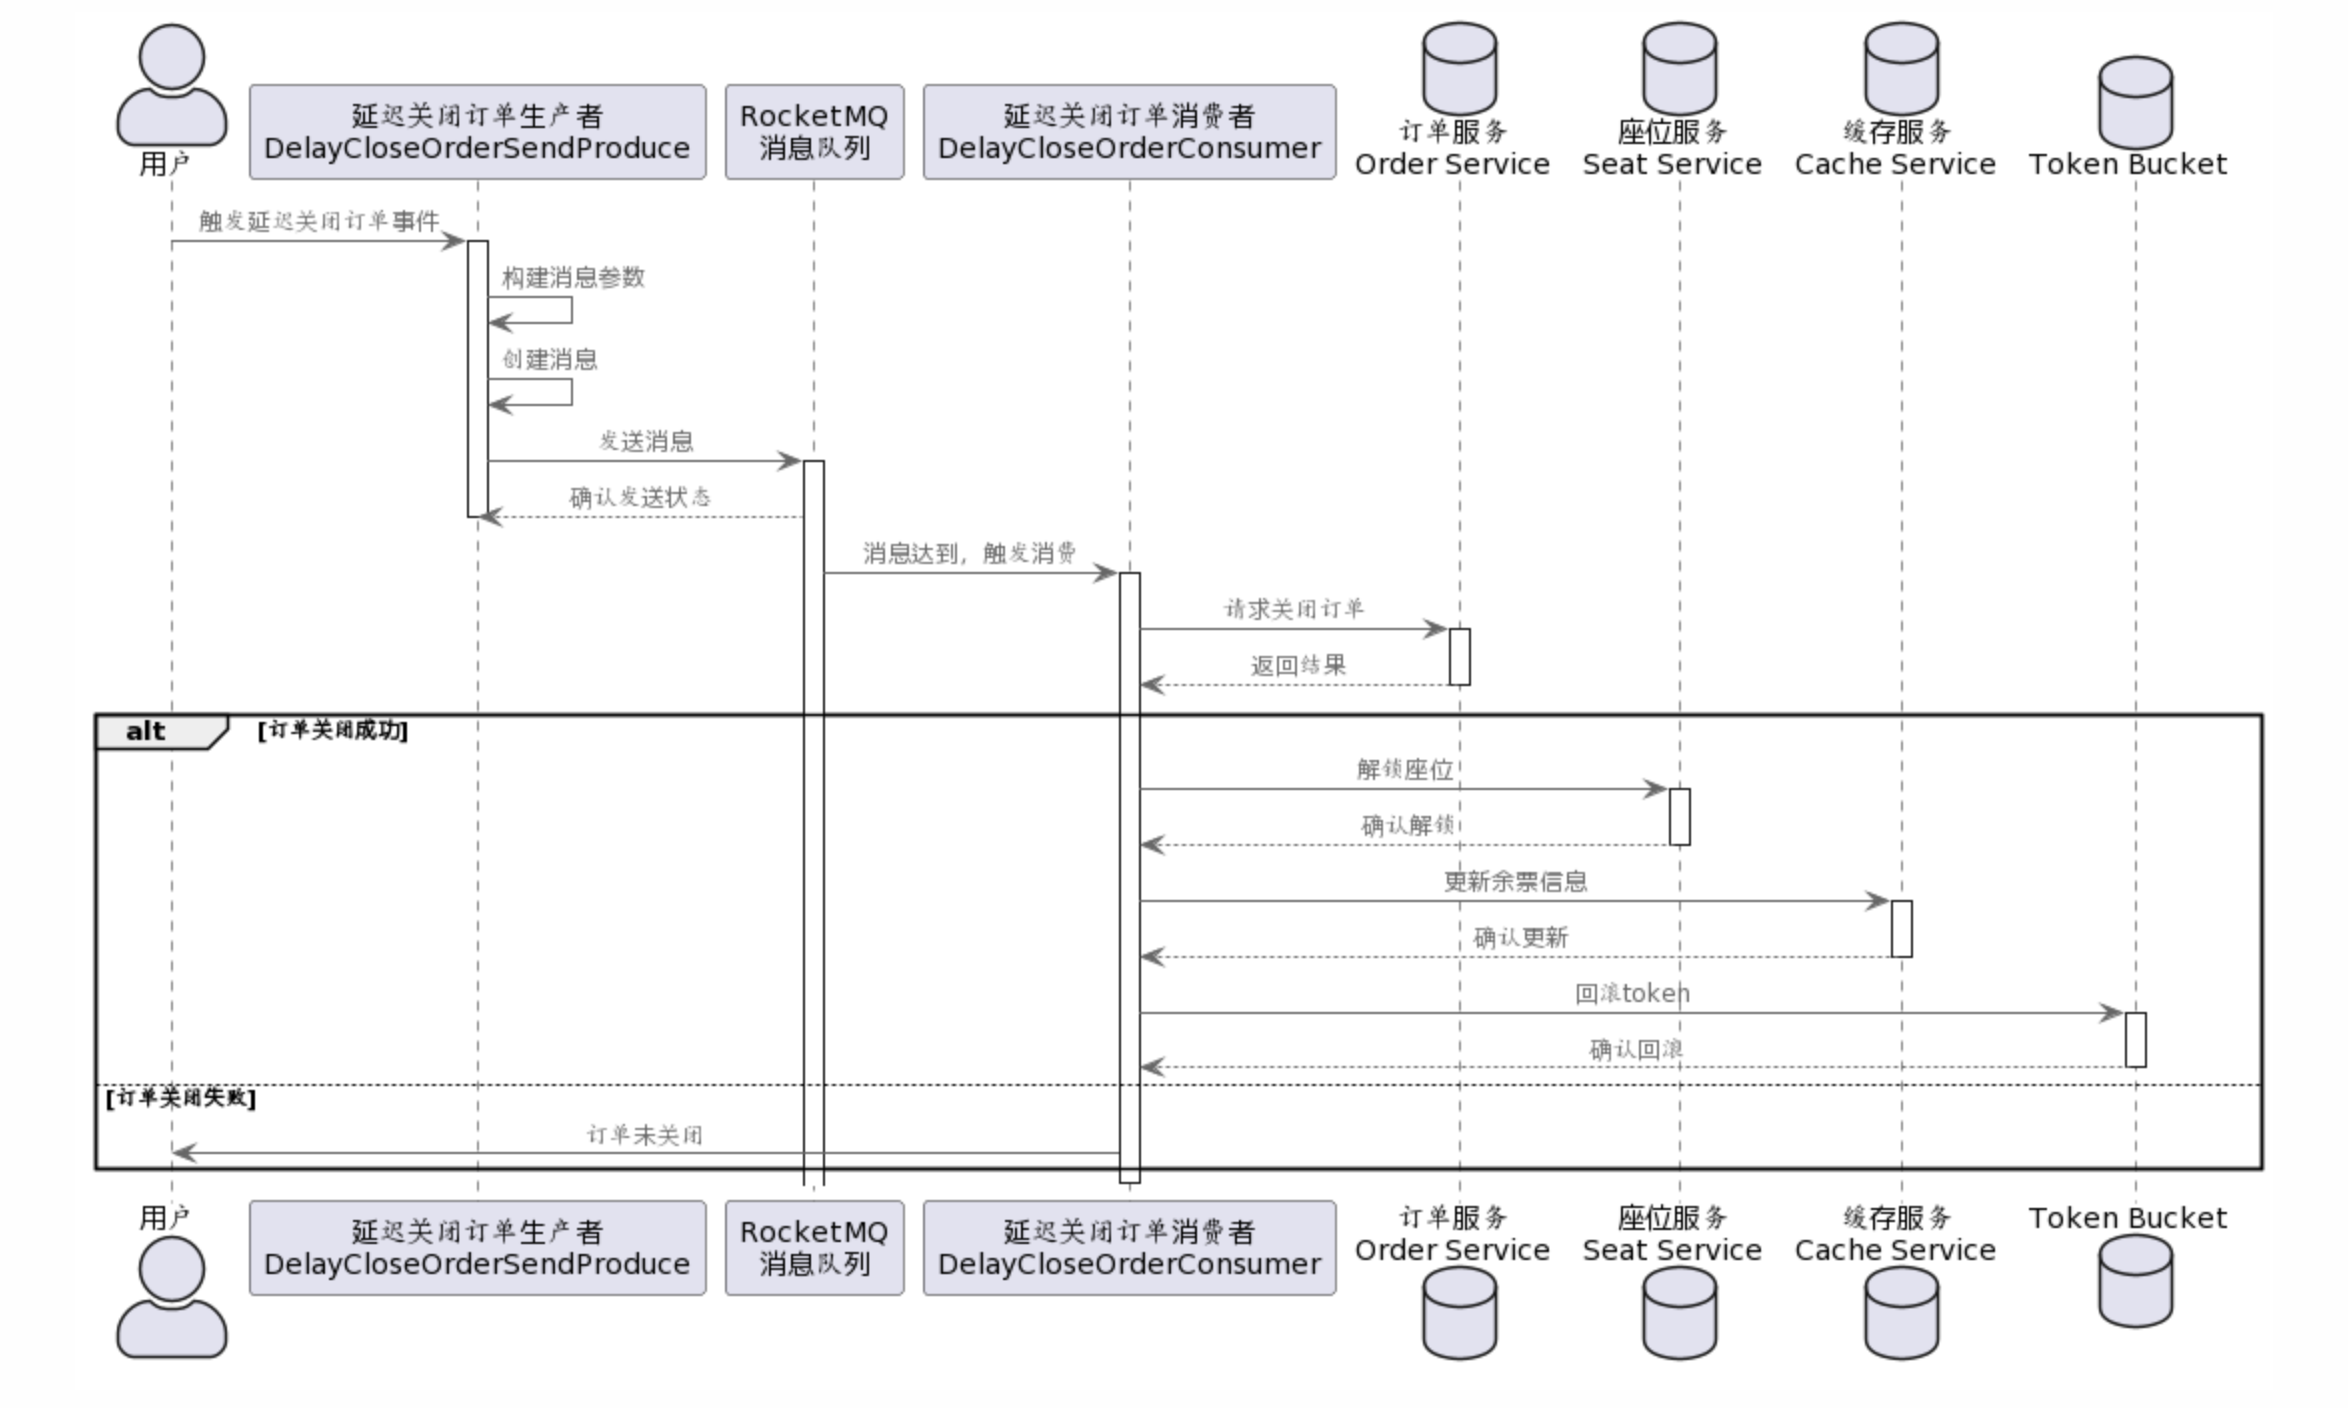 用户
延迟关闭订单生产者
DelayCloseOrderSendProduce
RocketMQ
消息队列
延迟关闭订单消费者
DelayCloseOrderConsumer
订单服务
Order Service
座位服务
Seat Service
缓存服务
Cache Service
Token Bucket
触发延迟关闭订单事件
构建消息参数
创建消息
发送消息
确认发送状态
消息达到，触发消费
请求关闭订单
返回结果
alt
[订单关闭成功]
解锁座位
确认解锁
更新余票信息
确认更新
回滚token
确认回滚
[订单关闭失败]
订单未关闭
用户
延迟关闭订单生产者
DelayCloseOrderSendProduce
RocketMQ
消息队列
延迟关闭订单消费者
DelayCloseOrderConsumer
订单服务
Order Service
座位服务
Seat Service
缓存服务
Cache Service
Token Bucket